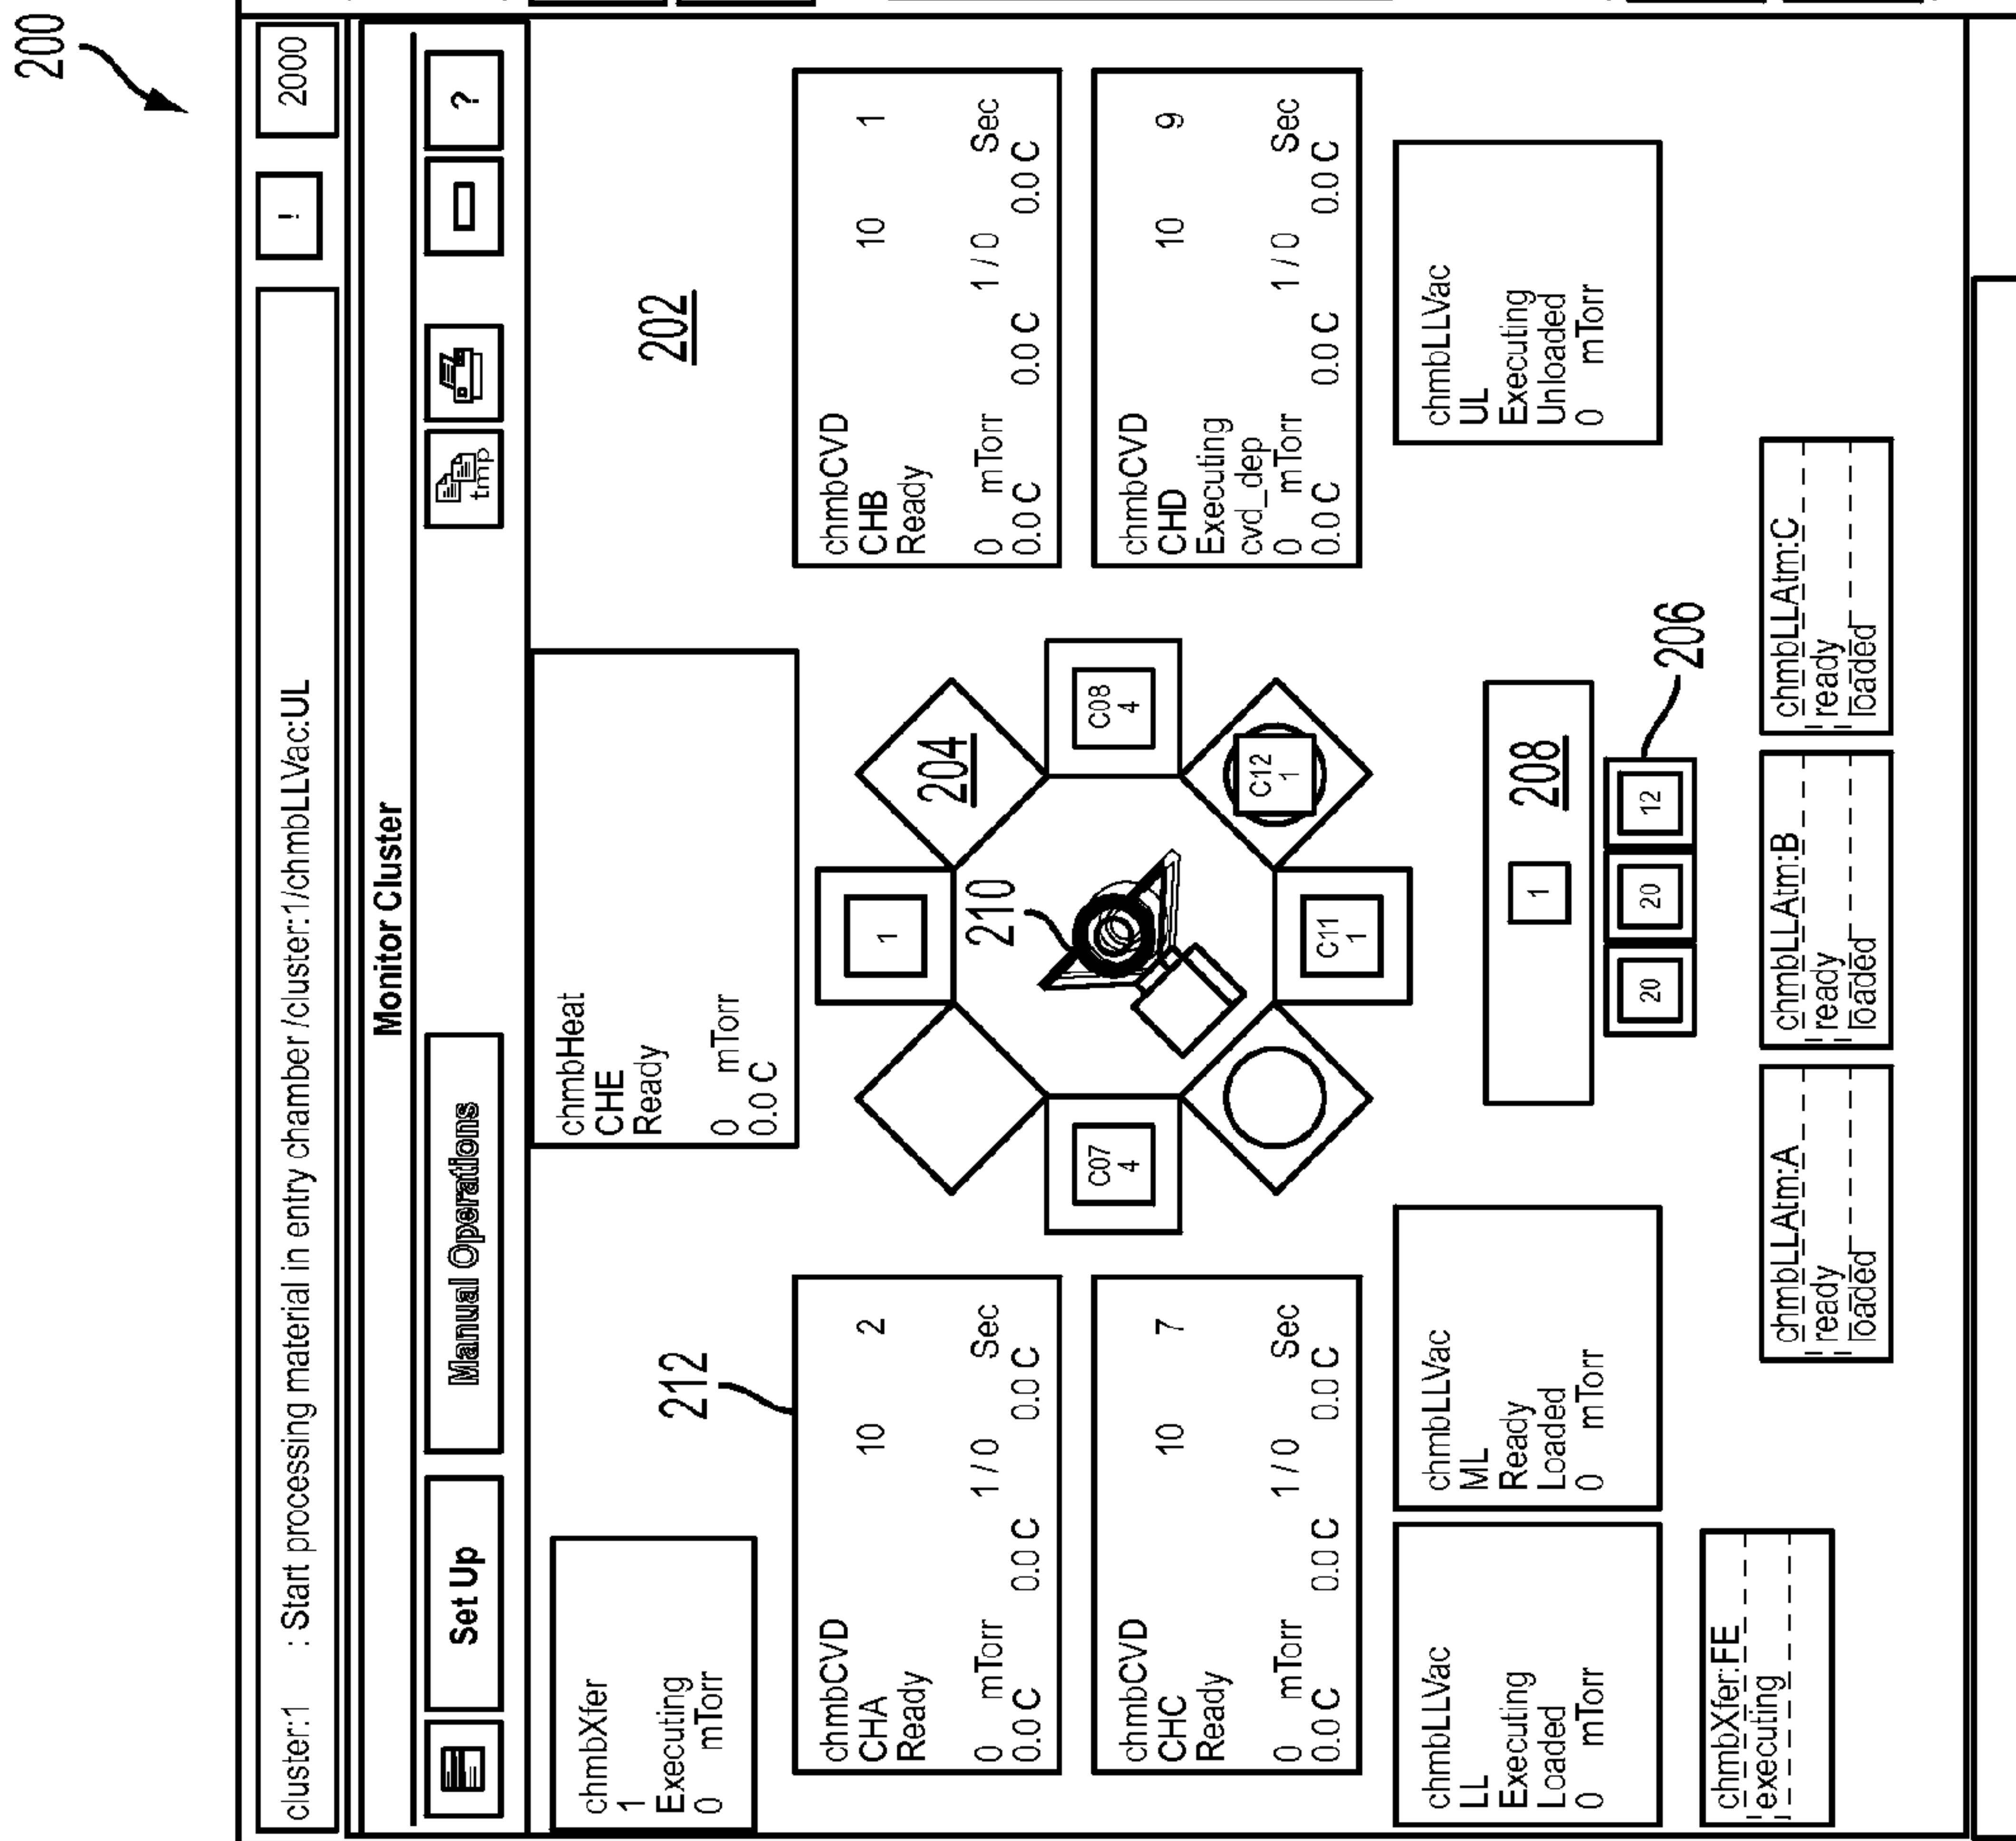 200
cluster:1 : Start processing material in entry chamber /cluster:1/chmbLLVac:UL ! 2000
Monitor Cluster
Set Up Manual Operations tmp ?
chmbXfer
1
Executing
0 mTorr
chmbHeat
CHE
Ready
0 mTorr
0.0 C
202
212
chmbCVD
CHA
Ready 10 2
0 mTorr 1 / 0 Sec
0.0 C 0.0 C 0.0 C
chmbCVD
CHB 10 1
Ready
0 mTorr 1 / 0 Sec
0.0 C 0.0 C 0.0 C
1
204
210
C07
4
C08
4
C11
1
C12
1
chmbCVD
CHC 10 7
Ready
0 mTorr 1 / 0 Sec
0.0 C 0.0 C 0.0 C
chmbCVD
CHD 10 9
Executing
cvd_dep
0 mTorr 1 / 0 Sec
0.0 C 0.0 C 0.0 C
chmbLLVac
LL
Executing
Loaded
0 mTorr
chmbLLVac
ML
Ready
Loaded
0 mTorr
chmbLLVac
UL
Executing
Unloaded
0 mTorr
1
208
20 20 12
206
chmbXfer:FE
executing
chmbLLAtm:A
ready
loaded
chmbLLAtm:B
ready
loaded
chmbLLAtm:C
ready
loaded